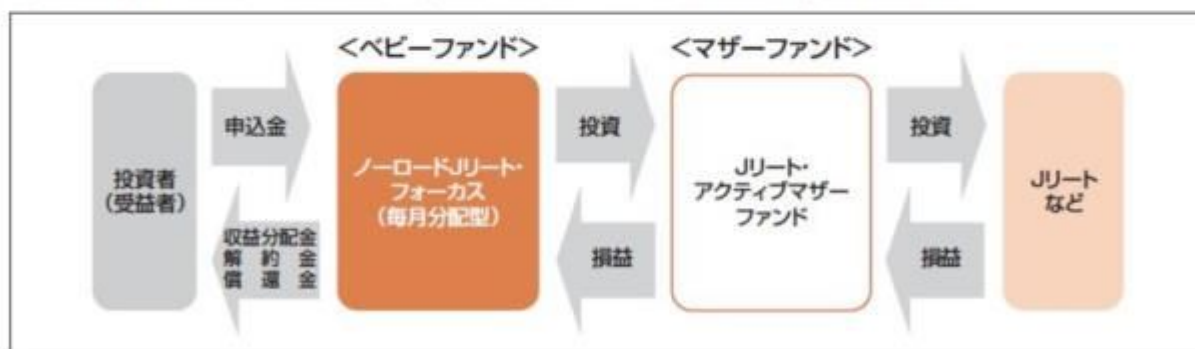 <ベビーファンド>
<マザーファンド>
投資者
(受益者)
申込金
収益分配金
解約金
償還金
ノーロードJリート・
フォーカス
(毎月分配型)
投資
損益
Jリート・
アクティブマザー
ファンド
投資
損益
Jリート
など